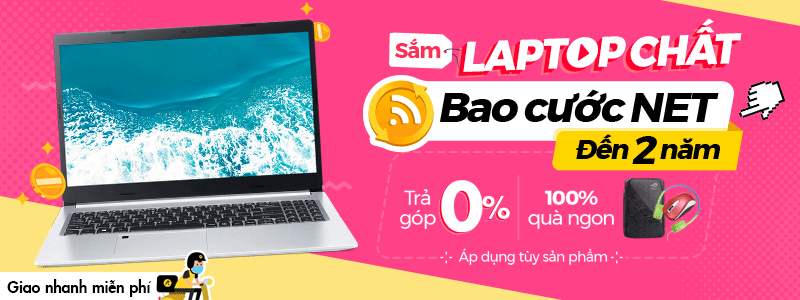 Sắm
LAPTOP CHẤT
Bao cước NET
Đến 2 năm
Trả góp 0%
100%
quà ngon
Áp dụng tùy sản phẩm
Giao nhanh miễn phí